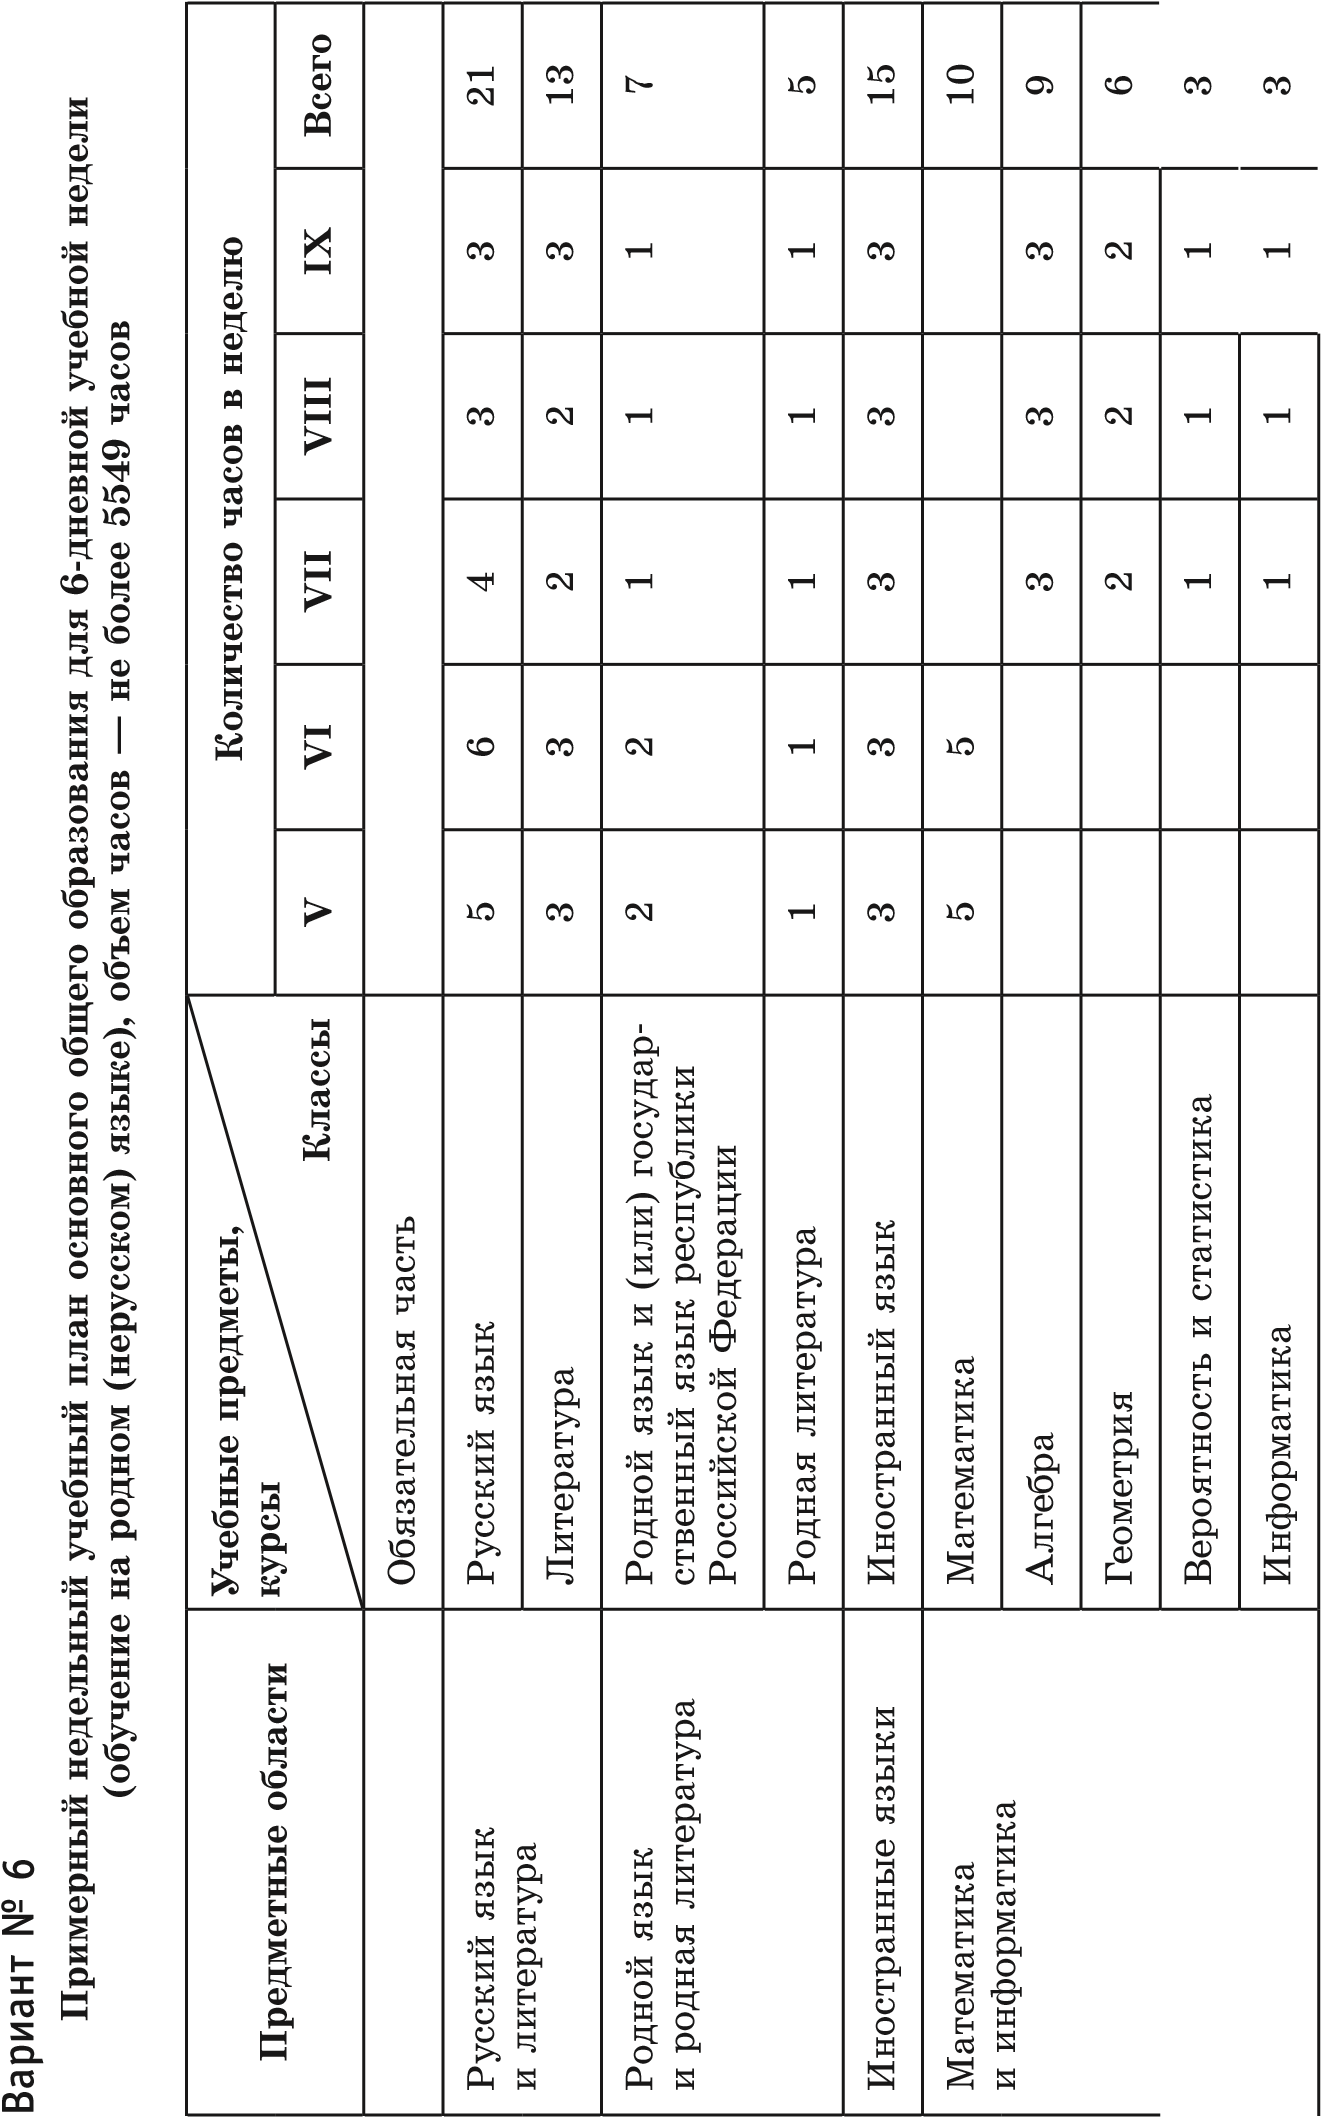 Вариант № 6
Примерный недельный учебный план основного общего образования для 6-дневной учебной недели
(обучение на родном (нерусском) языке), объем часов — не более 5549 часов
Предметные области
Учебные предметы,
курсы
Классы
Количество часов в неделю
V VI VII VIII IX Всего
Обязательная часть
Русский язык
и литература
Русский язык 5 6 4 3 3 21
Литература 3 3 2 2 3 13
Родной язык
и родная литература
Родной язык и (или) государ-
ственный язык республики
Российской Федерации
2 2 1 1 1 7
Родная литература 1 1 1 1 1 5
Иностранные языки Иностранный язык 3 3 3 3 3 15
Математика
и информатика
Математика 5 5 10
Алгебра 3 3 3 9
Геометрия 2 2 2 6
Вероятность и статистика 1 1 1 3
Информатика 1 1 1 3